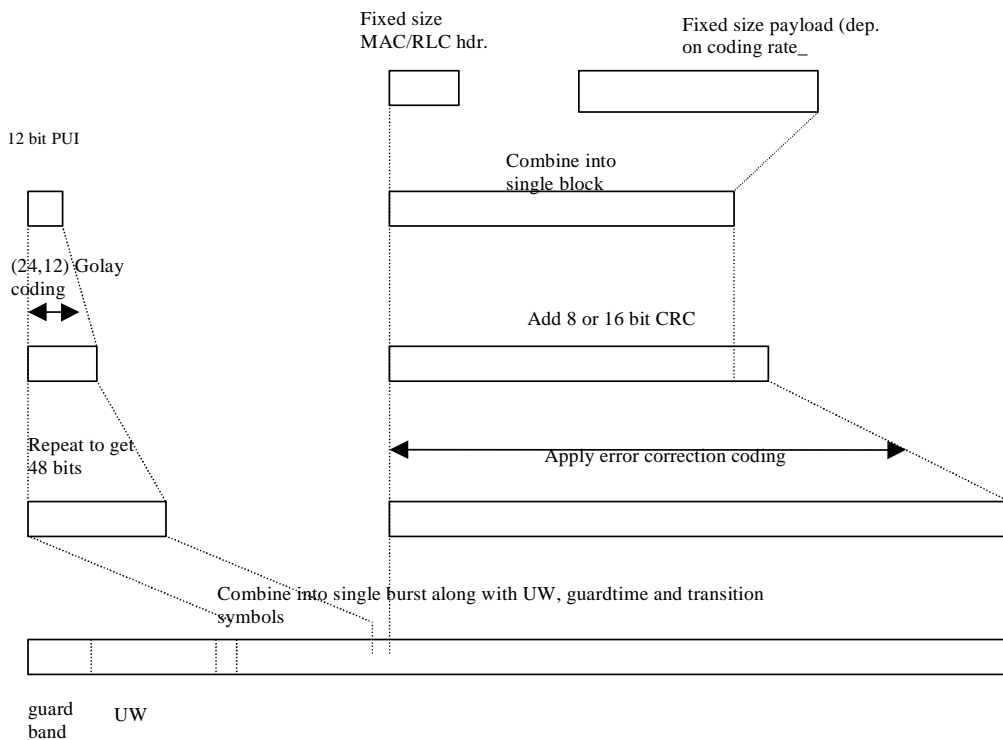 Fixed size
MAC/RLC hdr.
Fixed size payload (dep.
on coding rate_
12 bit PUI
Combine into
single block
(24,12) Golay
coding
Add 8 or 16 bit CRC
Repeat to get
48 bits
Apply error correction coding
Combine into single burst along with UW, guardtime and transition
symbols
guard
band
UW